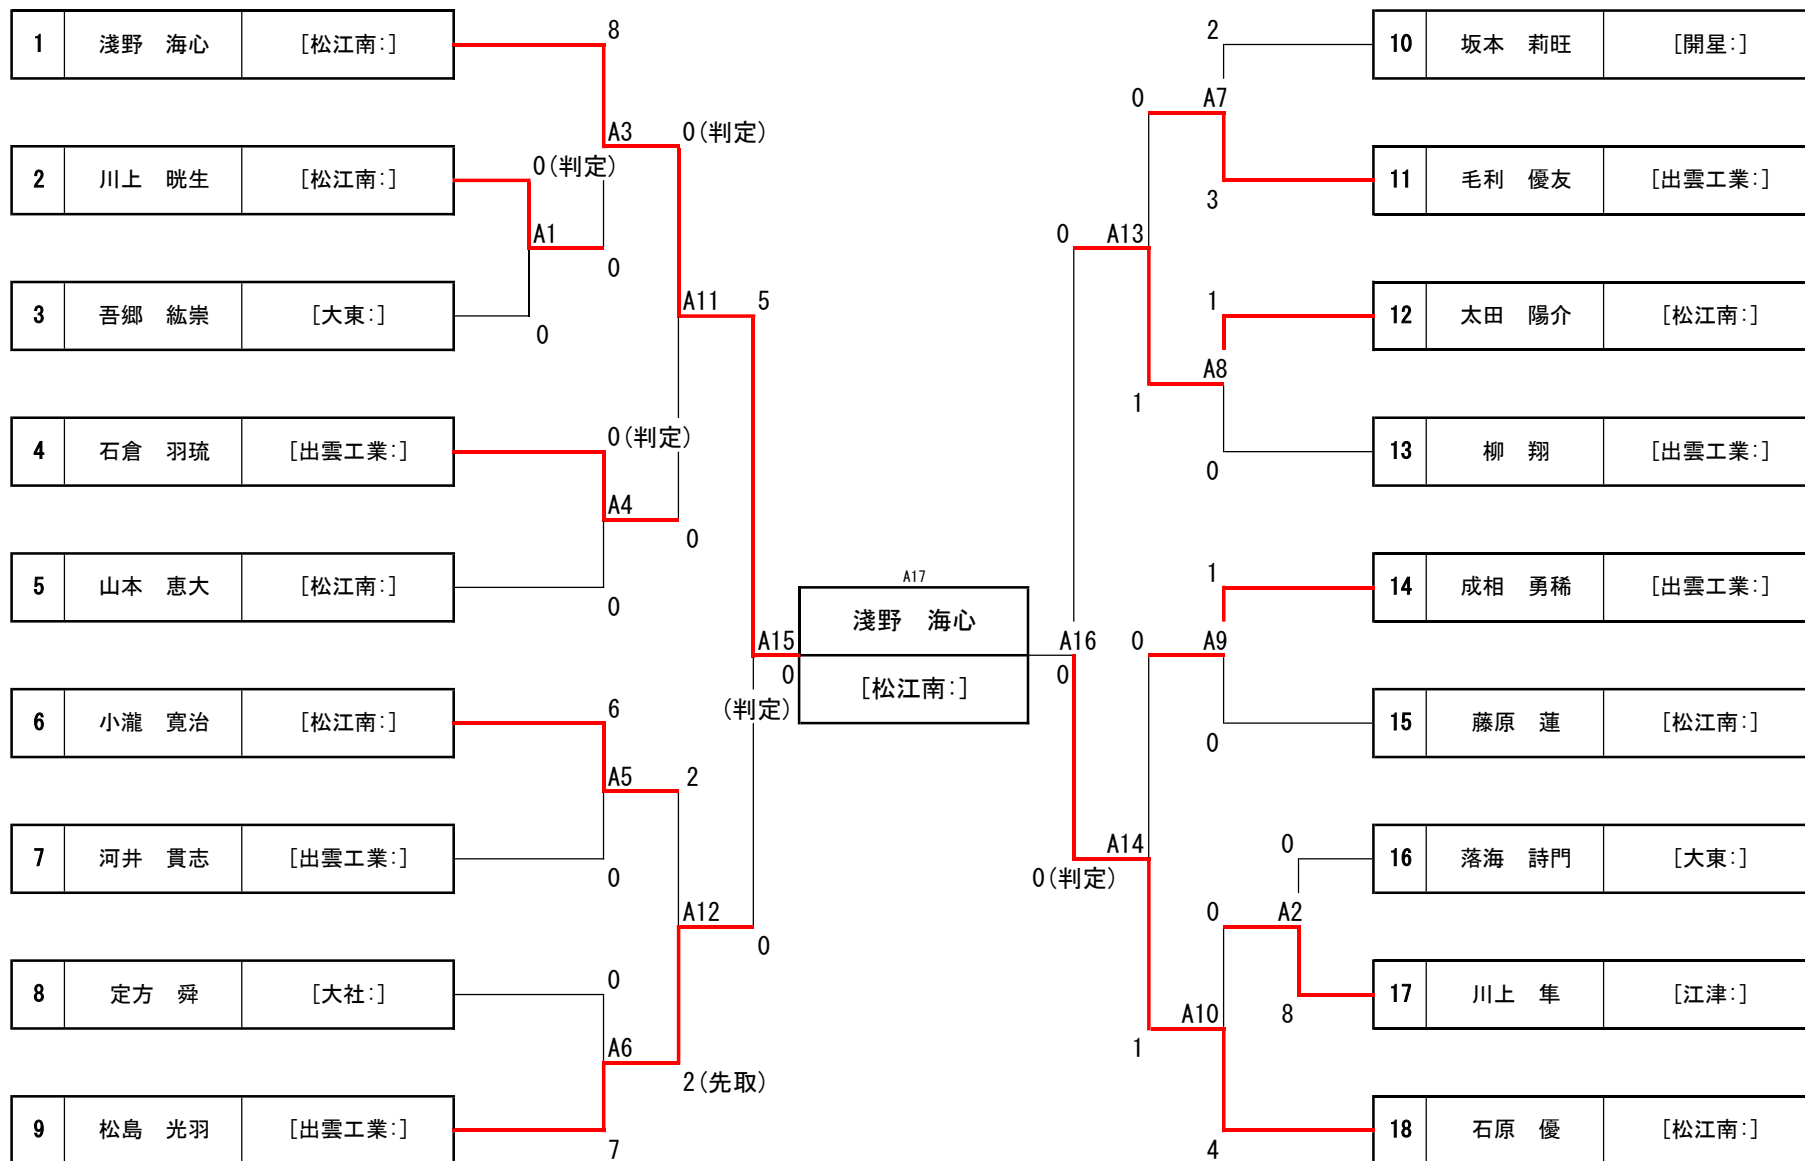 1 淺野 海心 [松江南:]
8
A3
0(判定)
2 川上 晄生 [松江南:]
0(判定)
A1
0
3 吾郷 紘崇 [大東:]
0
A11
5
4 石倉 羽琉 [出雲工業:]
0(判定)
A4
0
5 山本 恵大 [松江南:]
0
A15
0
(判定)
6 小瀧 寛治 [松江南:]
6
A5
2
7 河井 貫志 [出雲工業:]
0
A12
0
8 定方 舜 [大社:]
0
A6
2(先取)
9 松島 光羽 [出雲工業:]
7
A17
淺野 海心
[松江南:]
2
10 坂本 莉旺 [開星:]
0
A7
3
11 毛利 優友 [出雲工業:]
0
A13
1
12 太田 陽介 [松江南:]
A8
1
0
13 柳 翔 [出雲工業:]
1
14 成相 勇稀 [出雲工業:]
A16
0
0
A9
0
15 藤原 蓮 [松江南:]
A14
0(判定)
0
16 落海 詩門 [大東:]
0
A2
8
17 川上 隼 [江津:]
A10
1
4
18 石原 優 [松江南:]